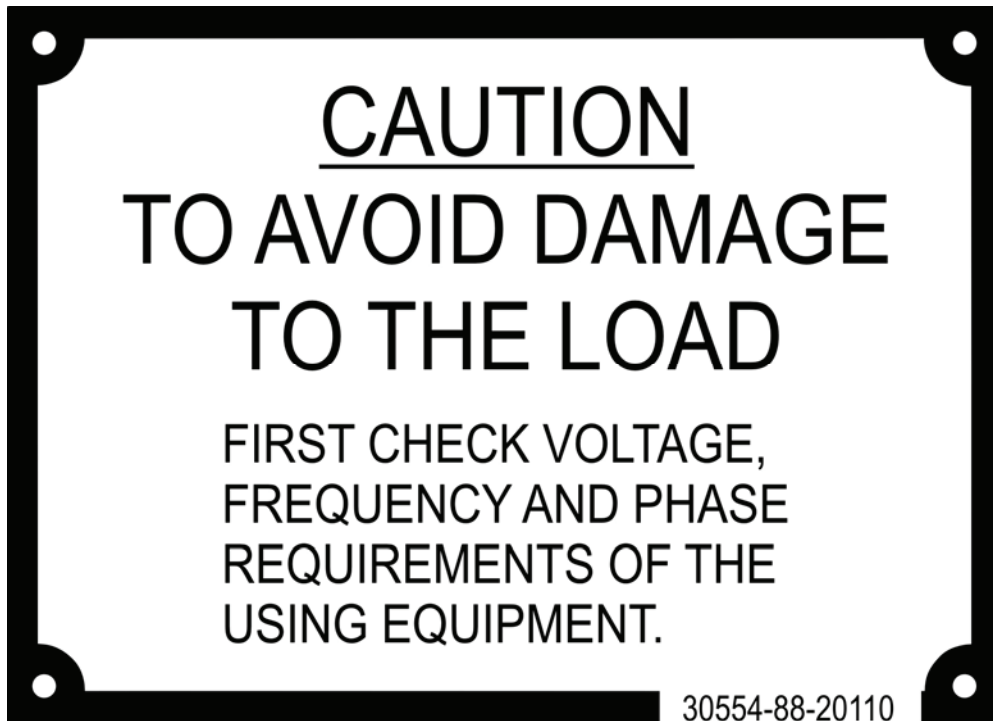 CAUTION
TO AVOID DAMAGE
TO THE LOAD
FIRST CHECK VOLTAGE,
FREQUENCY AND PHASE
REQUIREMENTS OF THE
USING EQUIPMENT.
30554-88-20110